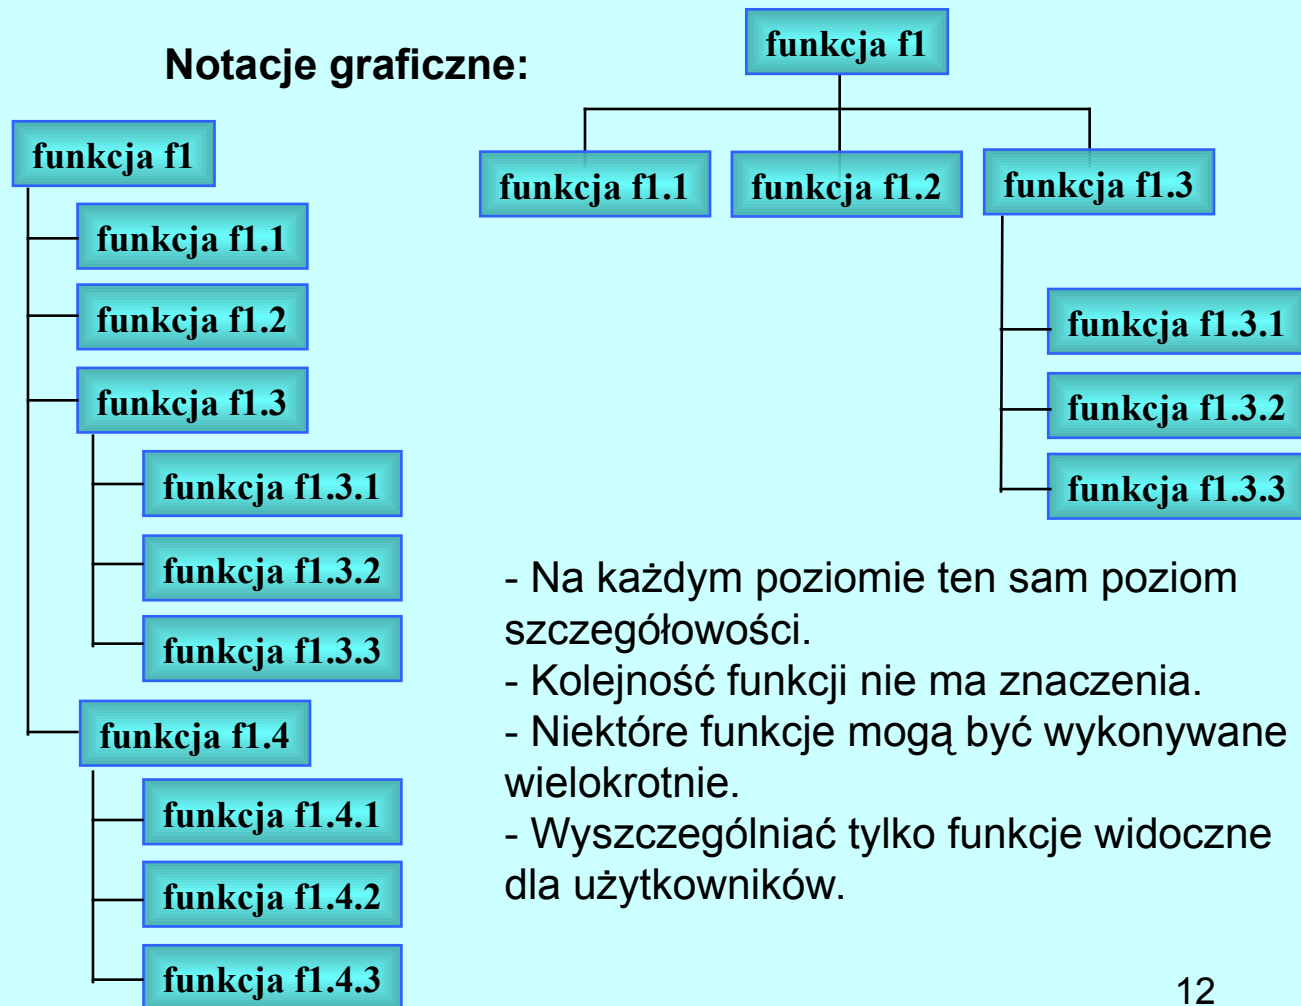 Notacje graficzne:
funkcja f1
funkcja f1.1
funkcja f1.2
funkcja f1.3
funkcja f1.3.1
funkcja f1.3.2
funkcja f1.3.3
funkcja f1.4
funkcja f1.4.1
funkcja f1.4.2
funkcja f1.4.3
funkcja f1
funkcja f1.1
funkcja f1.2
funkcja f1.3
funkcja f1.3.1
funkcja f1.3.2
funkcja f1.3.3
- Na każdym poziomie ten sam poziom
szczegółowości.
- Kolejność funkcji nie ma znaczenia.
- Niektóre funkcje mogą być wykonywane
wielokrotnie.
- Wyszczególniać tylko funkcje widoczne
dla użytkowników.
12